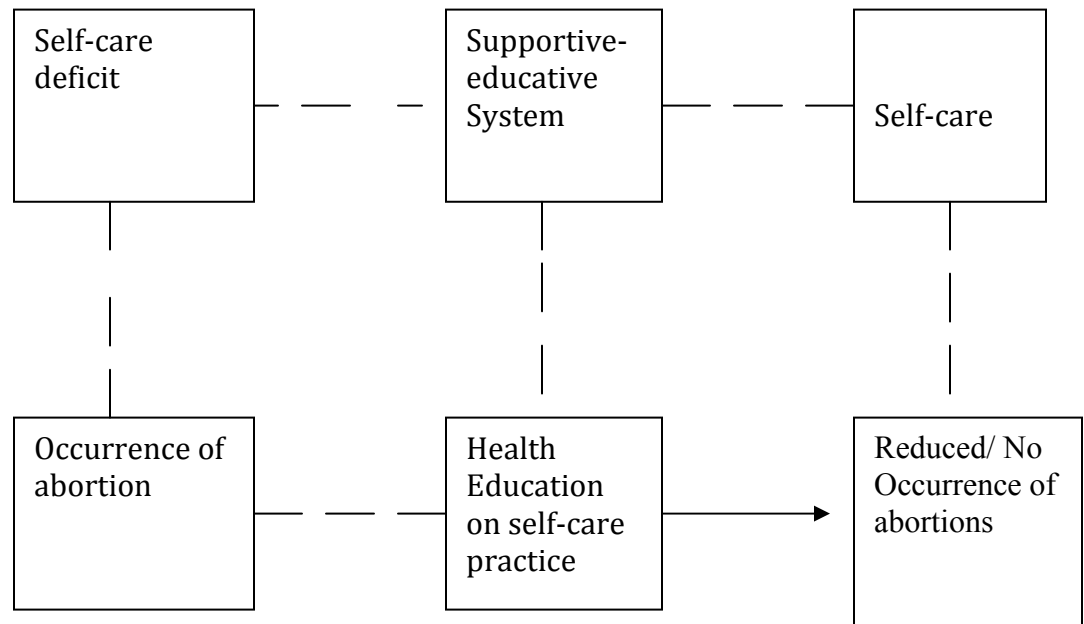 Self-care
deficit
Supportive-
educative
System
Self-care
Occurrence of
abortion
Health
Education
on self-care
practice
Reduced/ No
Occurrence of
abortions